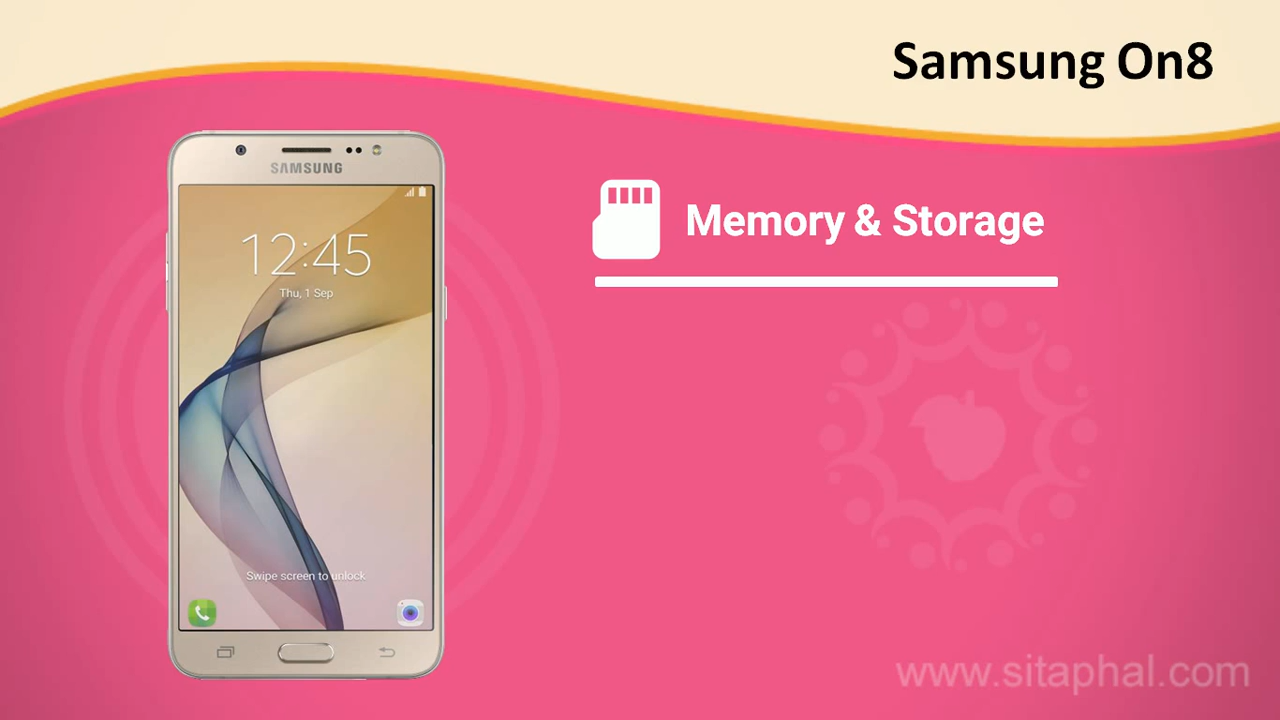 Samsung On8
SAMSUNG
12:45
Thu, 1 Sep
Swipe screen to unlock
Memory & Storage
www.sitaphal.com